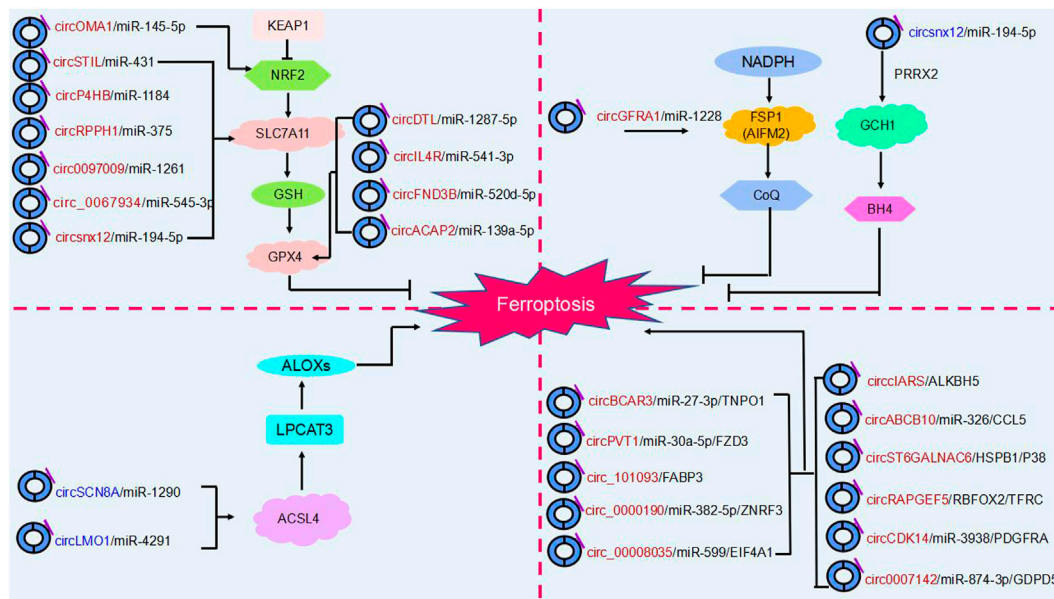 circOMA1/miR-145-5p
circSTIL/miR-431
circP4HB/miR-1184
circRPPH1/miR-375
circ0097009/miR-1261
circ_0067934/miR-545-3p
circsnx12/miR-194-5p
KEAP1
NRF2
SLC7A11
GSH
GPX4
circDTL/miR-1287-5p
circIL4R/miR-541-3p
circFND3B/miR-520d-5p
circACAP2/miR-139a-5p
circGFRA1/miR-1228
NADPH
FSP1
(AIFM2)
CoQ
circsnx12/miR-194-5p
PRRX2
GCH1
BH4
Ferroptosis
ALOXs
LPCAT3
ACSL4
circSCN8A/miR-1290
circLMO1/miR-4291
circBCAR3/miR-27-3p/TNPO1
circPVT1/miR-30a-5p/FZD3
circ_101093/FABP3
circ_0000190/miR-382-5p/ZNRF3
circ_00008035/miR-599/EIF4A1
circcIARS/ALKBH5
circABCB10/miR-326/CCL5
circST6GALNAC6/HSPB1/P38
circRAPGEF5/RBFOX2/TFRC
circCDK14/miR-3938/PDGFRA
circ0007142/miR-874-3p/GDPD5